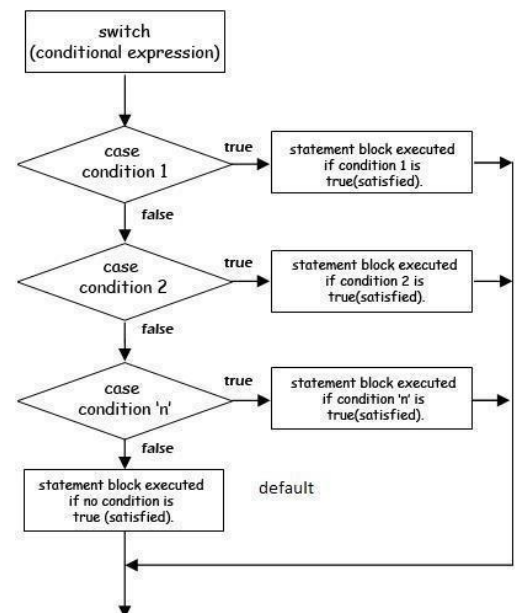 switch
(conditional expression)
case
condition 1
true
statement block executed
if condition 1 is
true(satisfied).
false
case
condition 2
true
statement block executed
if condition 2 is
true(satisfied).
false
case
condition 'n'
true
statement block executed
if condition 'n' is
true(satisfied).
false
statement block executed
if no condition is
true (satisfied).
default